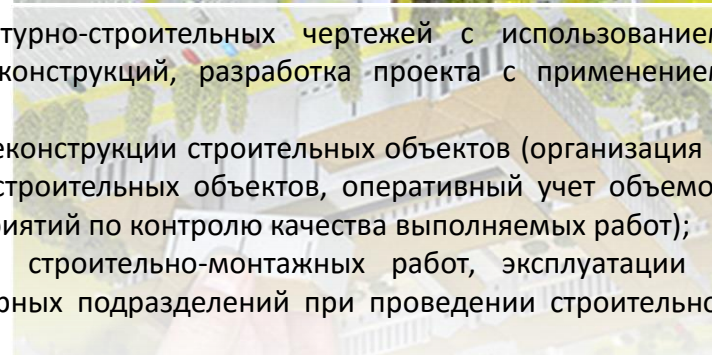 турно-строительных чертежей с использованием
конструкций, разработка проекта с применением
еконструкции строительных объектов (организация
строительных объектов, оперативный учет объемо
риятий по контролю качества выполняемых работ);
строительно-монтажных работ, эксплуатации
рных подразделений при проведении строительно